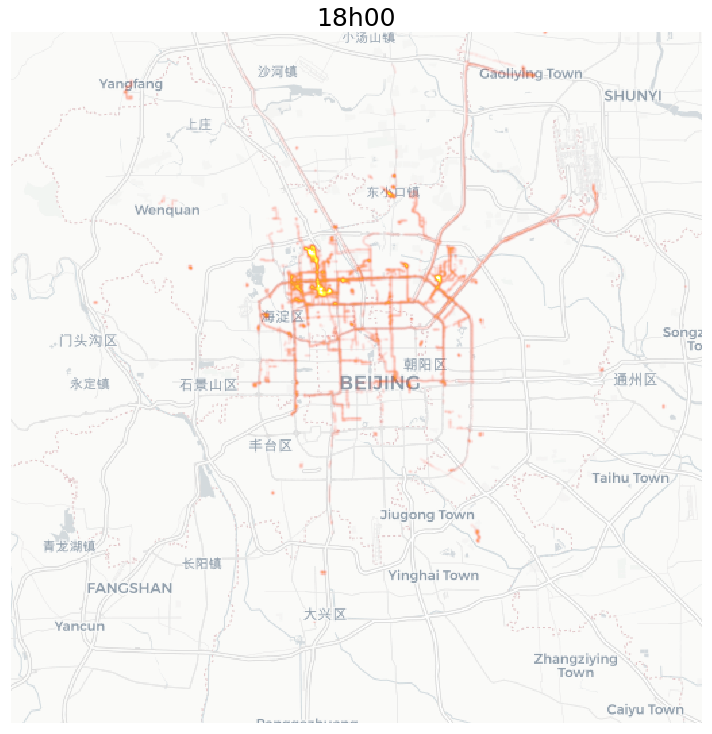 18h00
小汤山镇
沙河镇
Gaoliying Town
Yangfang
SHUNYI
上庄
东小口镇
Wenquan
海淀区
门头沟区
朝阳区
永定镇
石景山区
BEIJING
通州区
丰台区
Taihu Town
Jiugong Town
青龙湖镇
长阳镇
Yinghai Town
FANGSHAN
大兴区
Yancun
Zhangziying
Town
Caiyu Town